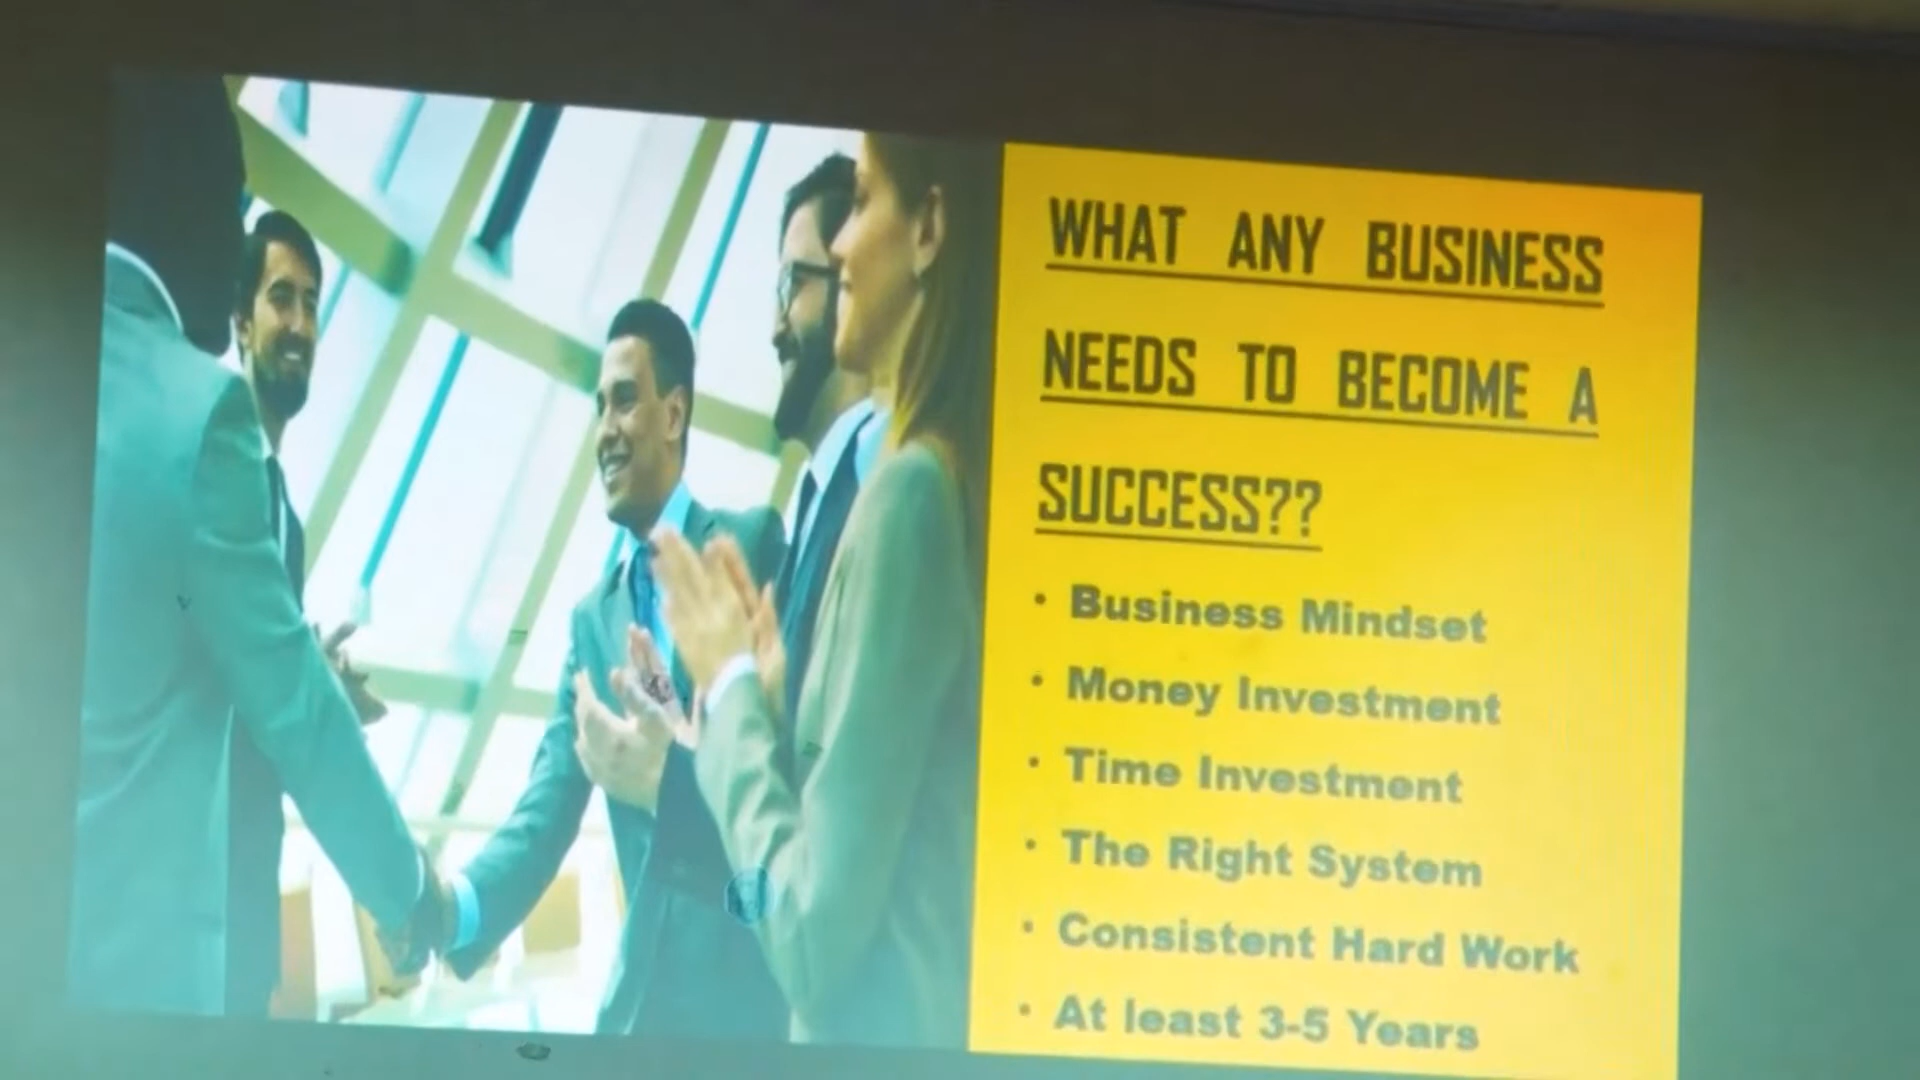 WHAT ANY BUSINESS
NEEDS TO BECOME A
SUCCESS??
• Business Mindset
• Money Investment
• Time Investment
• The Right System
• Consistent Hard Work
• At least 3-5 Years